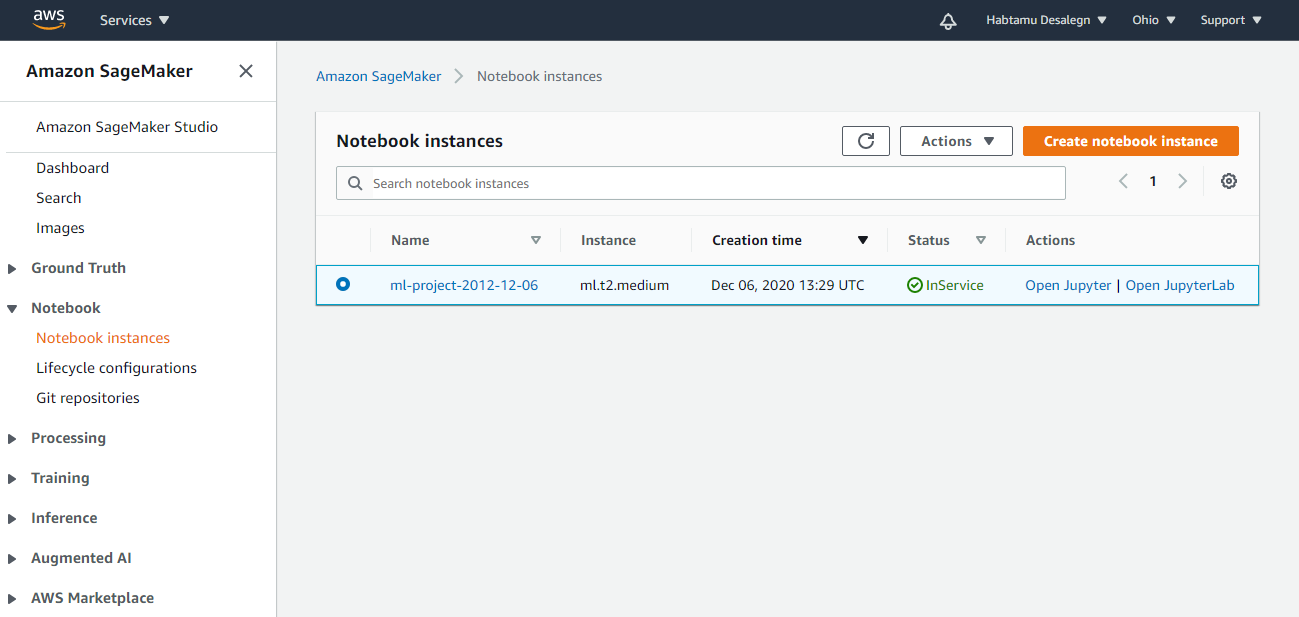 aws Services Habtamu Desalegn Ohio Support
Amazon SageMaker
Amazon SageMaker Studio
Dashboard
Search
Images
Ground Truth
Notebook
Notebook instances
Lifecycle configurations
Git repositories
Processing
Training
Inference
Augmented AI
AWS Marketplace
Amazon SageMaker Notebook instances
Notebook instances Actions Create notebook instance
Search notebook instances 1
Name Instance Creation time Status Actions
ml-project-2012-12-06 ml.t2.medium Dec 06, 2020 13:29 UTC InService Open Jupyter | Open JupyterLab